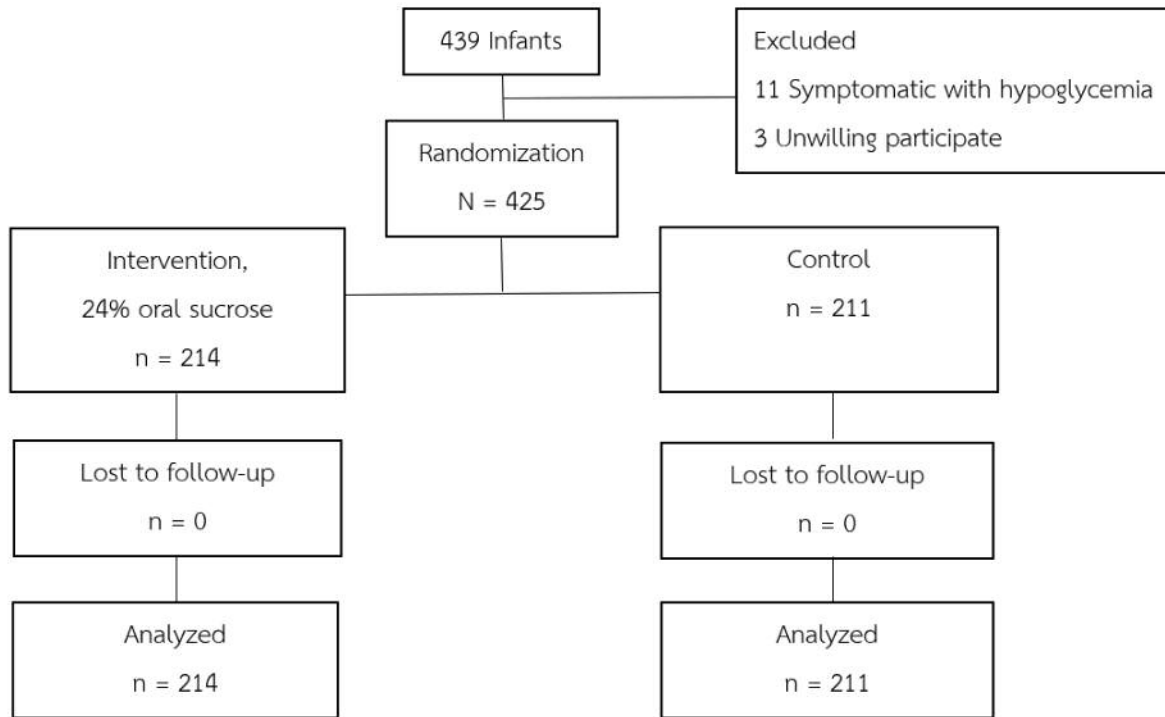 439 Infants
Excluded
11 Symptomatic with hypoglycemia
3 Unwilling participate
Randomization
N = 425
Intervention,
24% oral sucrose
n = 214
Control
n = 211
Lost to follow-up
n = 0
Lost to follow-up
n = 0
Analyzed
n = 214
Analyzed
n = 211